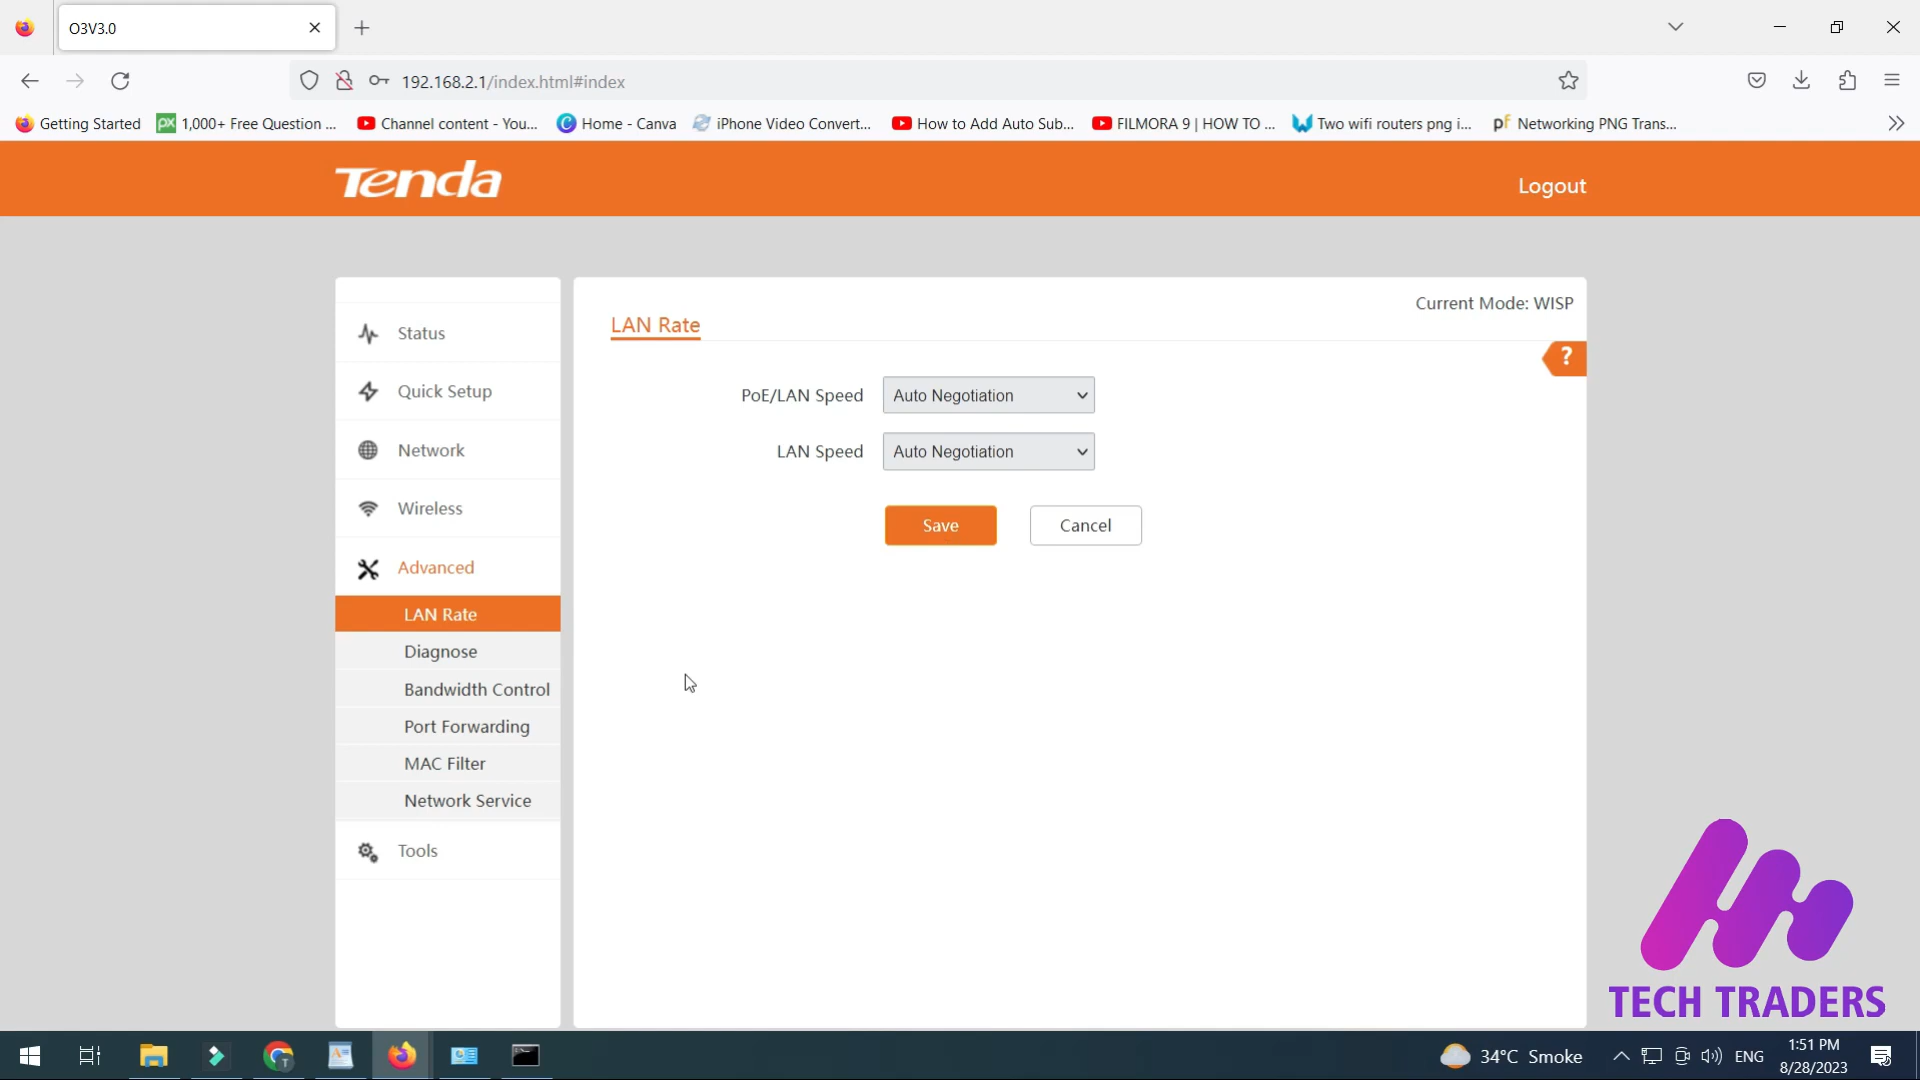 O3V3.0
192.168.2.1/index.html#index
Getting Started
1,000+ Free Question ...
Channel content - You...
Home - Canva
iPhone Video Convert...
How to Add Auto Sub...
FILMORA 9 | HOW TO ...
Two wifi routers png i...
Networking PNG Trans...
Tenda
Logout
Current Mode: WISP
LAN Rate
?
PoE/LAN Speed
Auto Negotiation
LAN Speed
Auto Negotiation
Save
Cancel
Status
Quick Setup
Network
Wireless
Advanced
LAN Rate
Diagnose
Bandwidth Control
Port Forwarding
MAC Filter
Network Service
Tools
TECH TRADERS
34°C Smoke
ENG
1:51 PM
8/28/2023